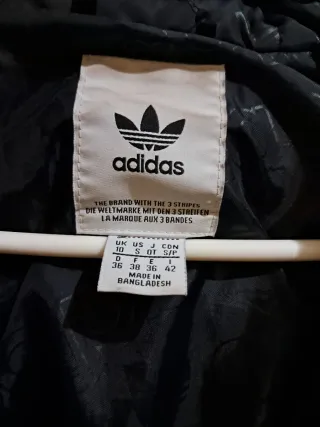 adidas
THE BRAND WITH THE 3 STRIPES
DIE WELTMARKE MIT DEN 3 STREIFEN
LA MARQUE AUX 3 BANDES
UK US J CDN
10 S OT S/P
D F E I
36 38 36 42
MADE IN
BANGLADESH